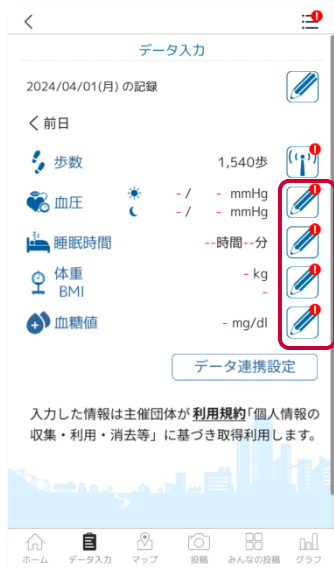 データ入力
2024/04/01(月) の記録
前日
歩数 1,540歩
血圧 - / - mmHg
- / - mmHg
睡眠時間 --時間--分
体重 - kg
BMI -
血糖値 - mg/dl
データ連携設定
入力した情報は主催団体が利用規約「個人情報の
収集・利用・消去等」に基づき取得利用します。
ホーム データ入力 マップ 投稿 みんなの投稿 グラフ